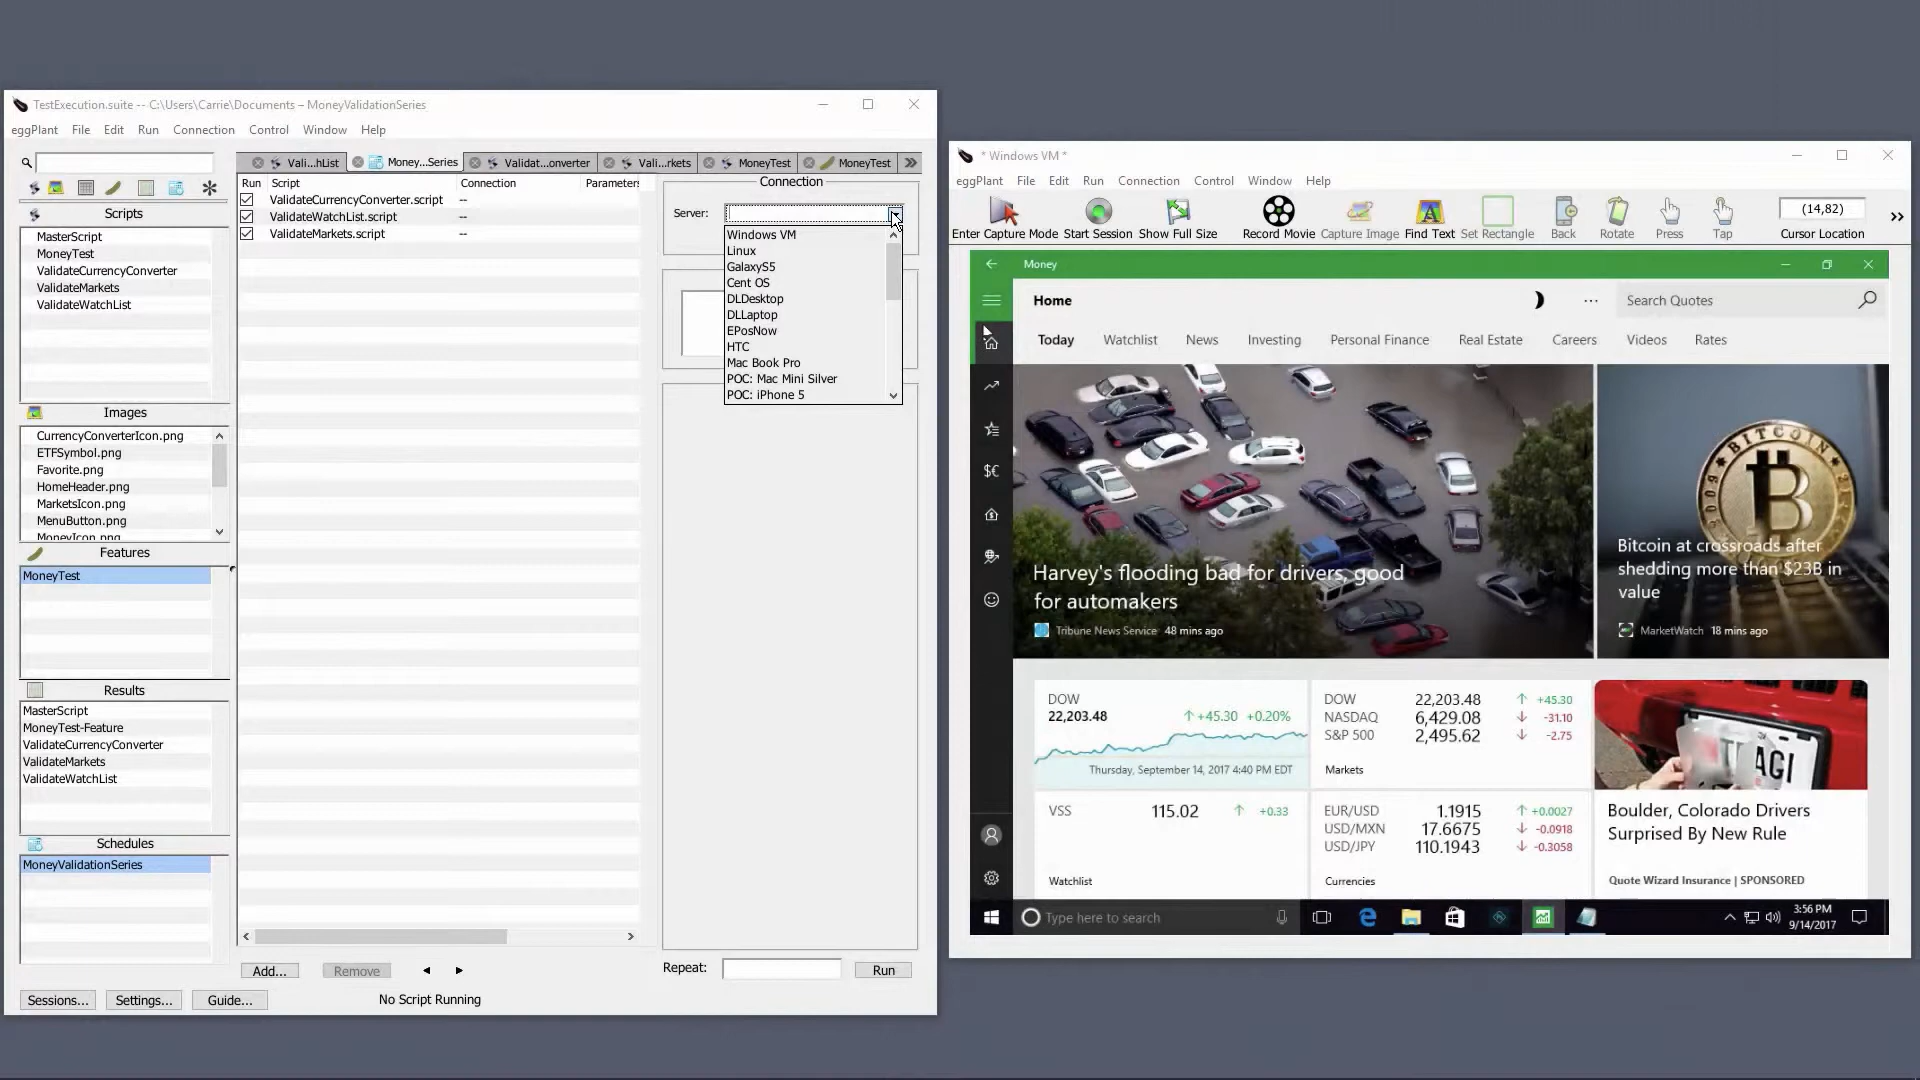 TestExecution.suite -- C:\Users\Carrie\Documents – MoneyValidationSeries
eggPlant File Edit Run Connection Control Window Help
Vali...hList Money...Series Validat...onverter Vali...rkets MoneyTest MoneyTest
Scripts
MasterScript
MoneyTest
ValidateCurrencyConverter
ValidateMarkets
ValidateWatchList
Images
CurrencyConverterIcon.png
ETFSymbol.png
Favorite.png
HomeHeader.png
MarketsIcon.png
MenuButton.png
MoneyIcon.png
Features
MoneyTest
Results
MasterScript
MoneyTest-Feature
ValidateCurrencyConverter
ValidateMarkets
ValidateWatchList
Schedules
MoneyValidationSeries
Sessions... Settings... Guide...
Run Script Connection Parameters
ValidateCurrencyConverter.script --
ValidateWatchList.script --
ValidateMarkets.script --
Add... Remove
No Script Running
Connection
Server:
Windows VM
Linux
GalaxyS5
Cent OS
DLDesktop
DLLaptop
EPosNow
HTC
Mac Book Pro
POC: Mac Mini Silver
POC: iPhone 5
Repeat: Run
* Windows VM *
eggPlant File Edit Run Connection Control Window Help
(14,82)
Enter Capture Mode Start Session Show Full Size Record Movie Capture Image Find Text Set Rectangle Back Rotate Press Tap Cursor Location
Money
Home Search Quotes
Today Watchlist News Investing Personal Finance Real Estate Careers Videos Rates
Harvey's flooding bad for drivers, good
for automakers
Tribune News Service 48 mins ago
BITCOIN
Bitcoin at crossroads after
shedding more than $23B in
value
MarketWatch 18 mins ago
DOW
22,203.48 +45.30 +0.20%
Thursday, September 14, 2017 4:40 PM EDT
DOW 22,203.48 +45.30
NASDAQ 6,429.08 -31.10
S&P 500 2,495.62 -2.75
Markets
VSS 115.02 +0.33
Watchlist
EUR/USD 1.1915 +0.0027
USD/MXN 17.6675 -0.0918
USD/JPY 110.1943 -0.3058
Currencies
AGI
Boulder, Colorado Drivers
Surprised By New Rule
Quote Wizard Insurance | SPONSORED
Type here to search
3:56 PM
9/14/2017